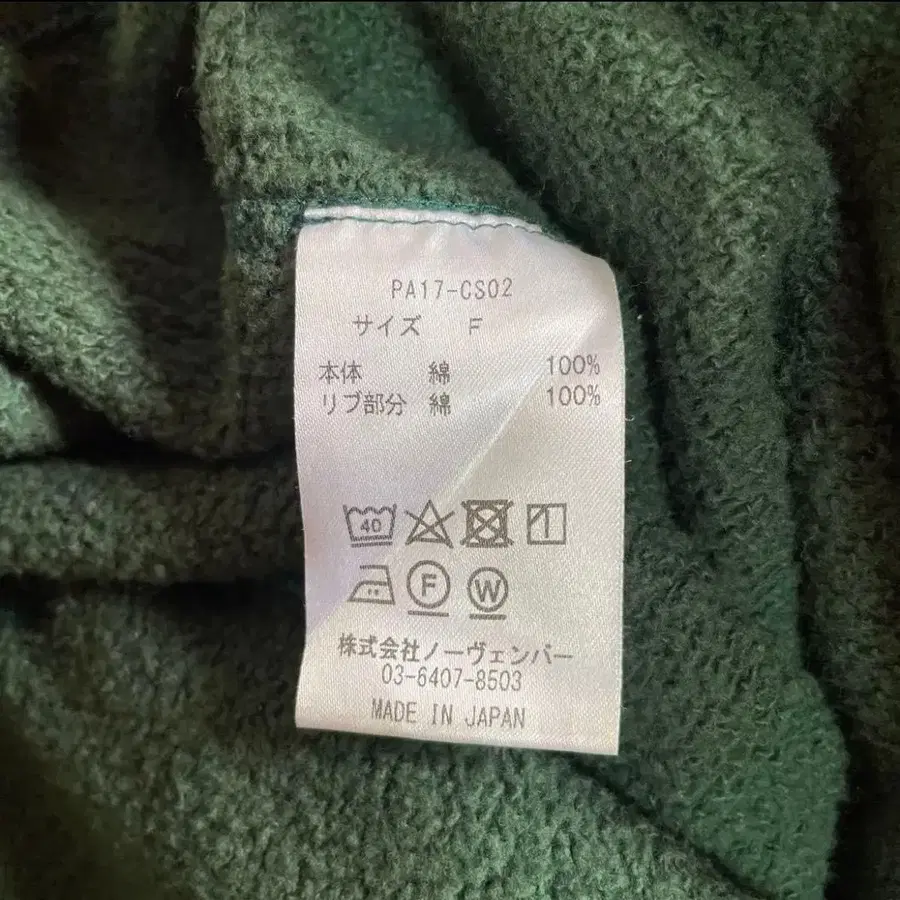 PA17-CS02
サイズ F
本体 綿 100%
リブ部分 綿 100%
40
F W
株式会社ノーヴェンバー
03-6407-8503
MADE IN JAPAN